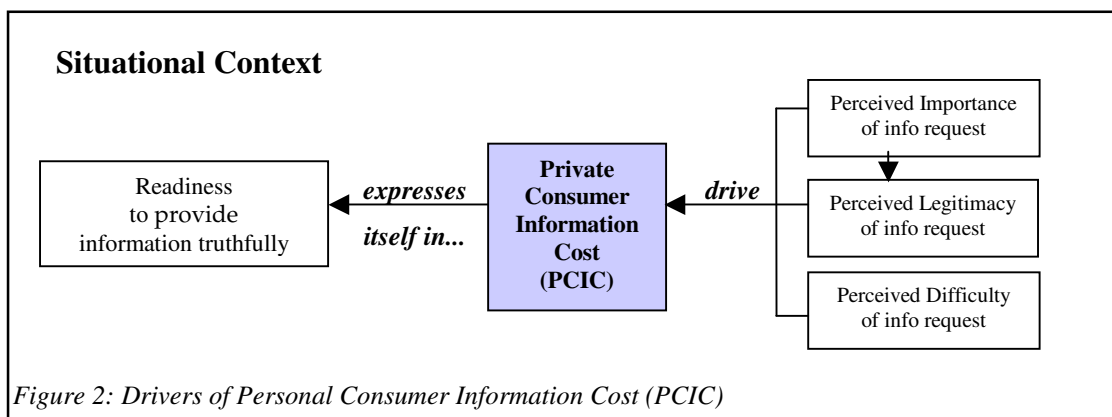 Situational Context
Readiness
to provide
information truthfully
expresses
itself in...
Private
Consumer
Information
Cost
(PCIC)
drive
Perceived Importance
of info request
Perceived Legitimacy
of info request
Perceived Difficulty
of info request
Figure 2: Drivers of Personal Consumer Information Cost (PCIC)